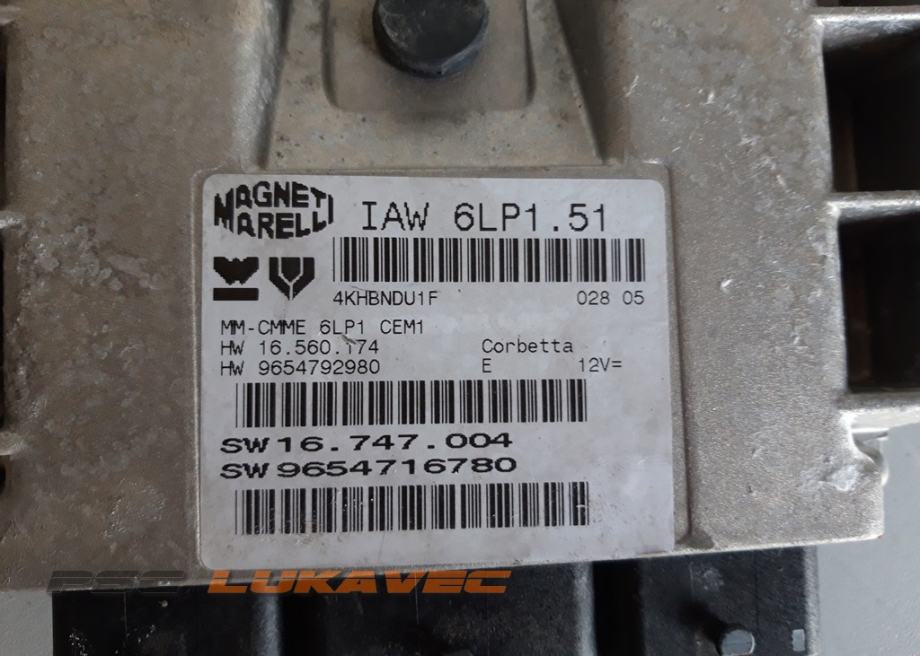 MAGNETI MARELLI
IAW 6LP1.51
4KHBNDU1F 028 05
MM-CMME 6LP1 CEM1
HW 16.560.174 Corbetta
HW 9654792980 E 12V=
SW16.747.004
SW9654716780
PSC LUKAVEC